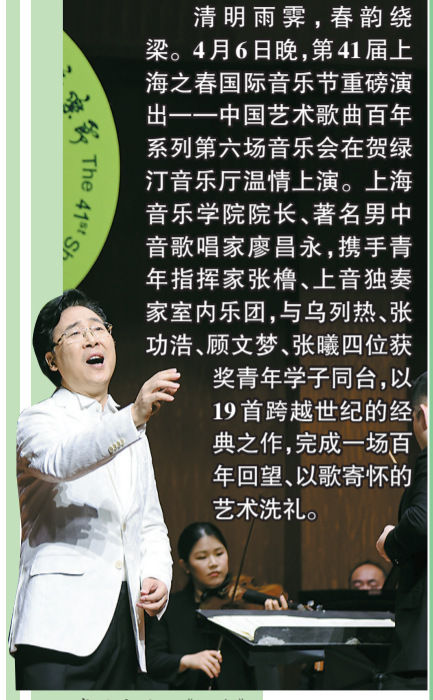 The 41st Sh
清明雨霁，春韵绕
梁。4月6日晚，第41届上
海之春国际音乐节重磅演
出——中国艺术歌曲百年
系列第六场音乐会在贺绿
汀音乐厅温情上演。上海
音乐学院院长、著名男中
音歌唱家廖昌永，携手青
年指挥家张橹、上音独奏
家室内乐团，与乌列热、张
功浩、顾文梦、张曦四位获
奖青年学子同台，以
19首跨越世纪的经
典之作，完成一场百
年回望、以歌寄怀的
艺术洗礼。